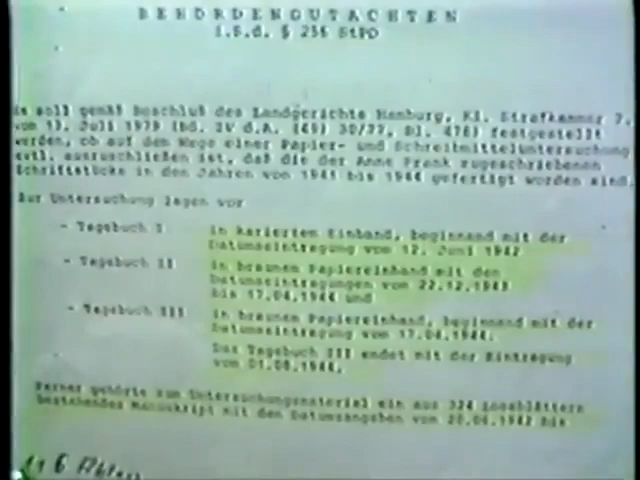 BEHÖRDENGUTACHTEN
i.S.d. § 256 StPO
Es soll gemäß Beschluß des Landgerichts Hamburg, Kl. Strafkammer 7,
vom 13. Juli 1979 (Bd. IV d.A. (49) 30/77, Bl. 476) festgestellt
werden, ob auf dem Wege einer Papier- und Schreibmitteluntersuchung
evtl. auszuschließen ist, daß die der Anne Frank zugeschriebenen
Schriftstücke in den Jahren von 1941 bis 1944 gefertigt worden sind.
Zur Untersuchung lagen vor
- Tagebuch I in karierten Einband, beginnend mit der
Datumseintragung vom 12. Juni 1942
- Tagebuch II in braunen Papiereinband mit den
Datumseintragungen vom 22.12.1943
bis 17.04.1944 und
- Tagebuch III in braunen Papiereinband, beginnend mit der
Datumseintragung vom 17.04.1944.
Das Tagebuch III endet mit der Eintragung
vom 01.08.1944.
Ferner gehörte zum Untersuchungsmaterial ein aus 324 Loseblättern
bestehendes Manuskript mit den Datumsangaben vom 20.06.1942 bis